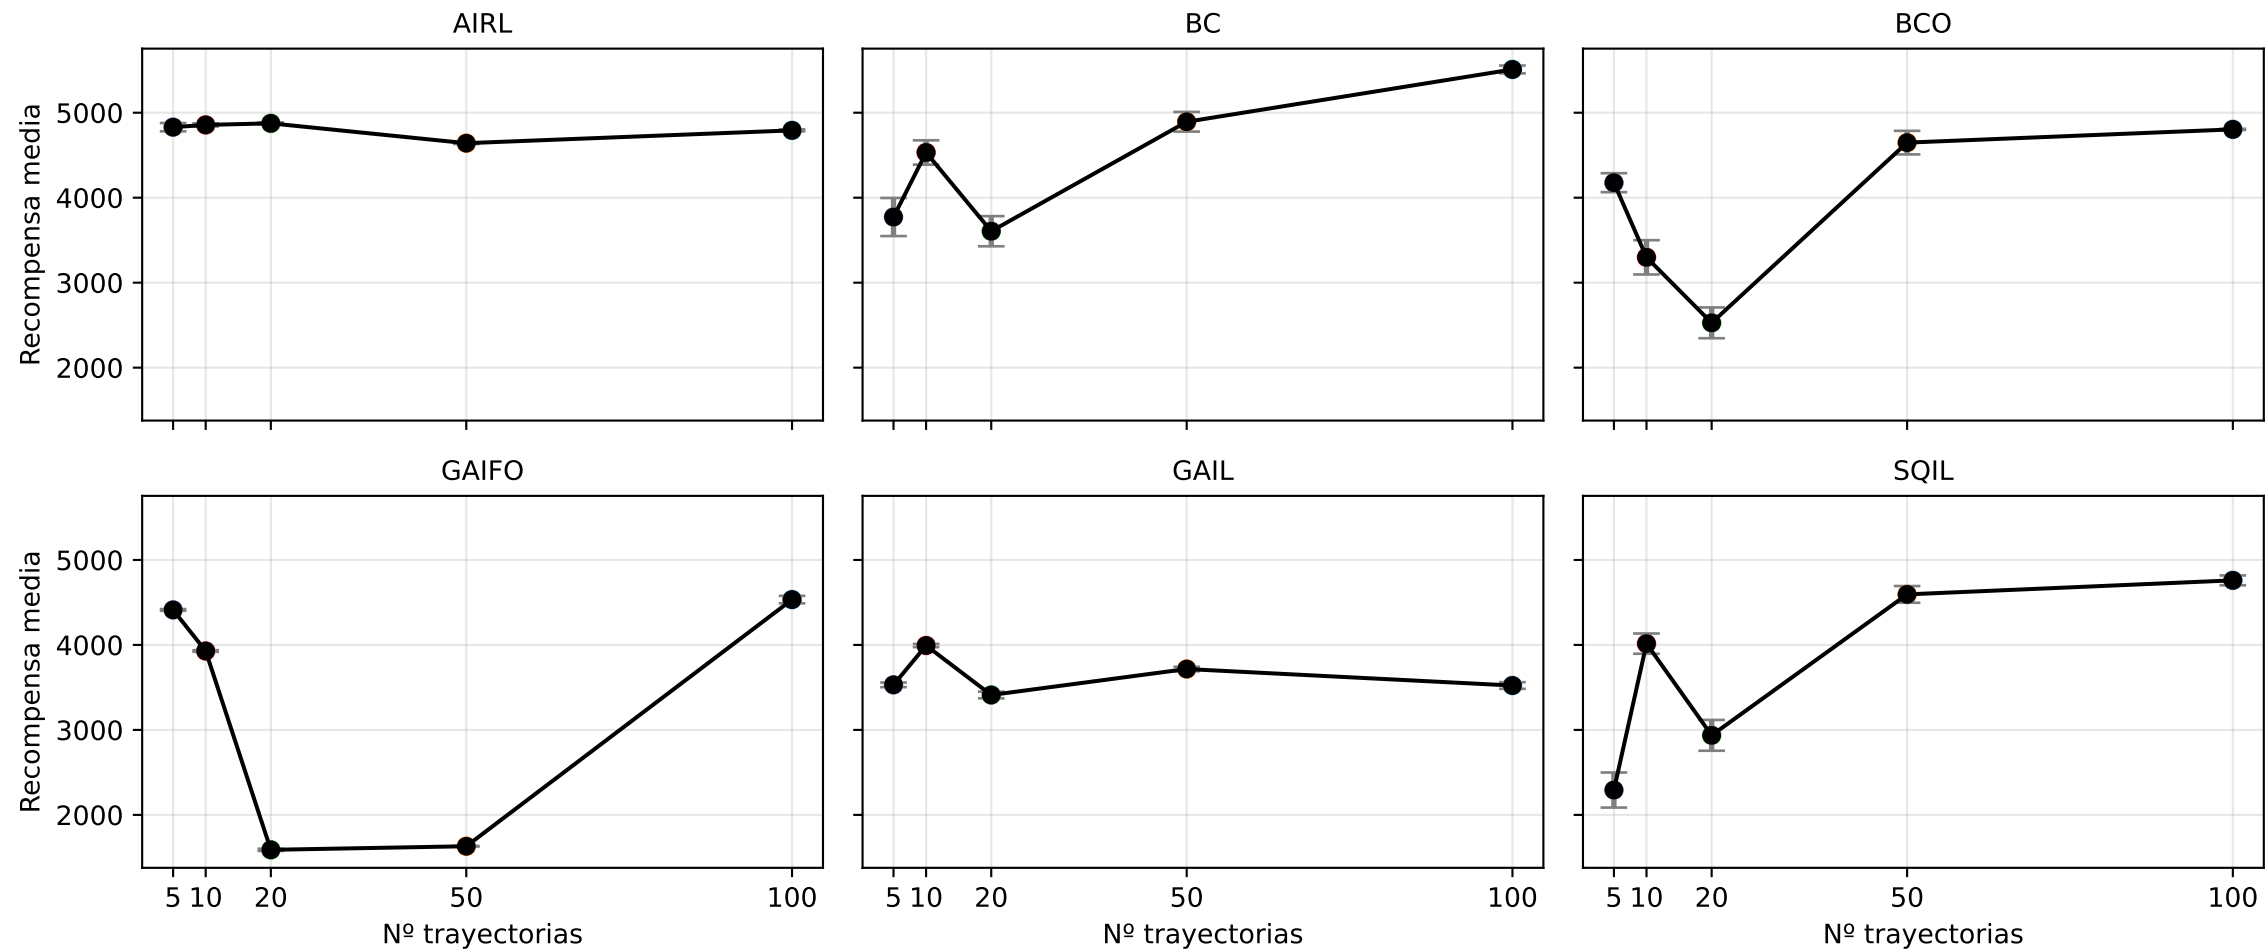 AIRL
BC
BCO
Recompensa media
5000
4000
3000
2000
GAIFO
GAIL
SQIL
Recompensa media
5000
4000
3000
2000
5 10 20 50 100
5 10 20 50 100
5 10 20 50 100
Nº trayectorias
Nº trayectorias
Nº trayectorias